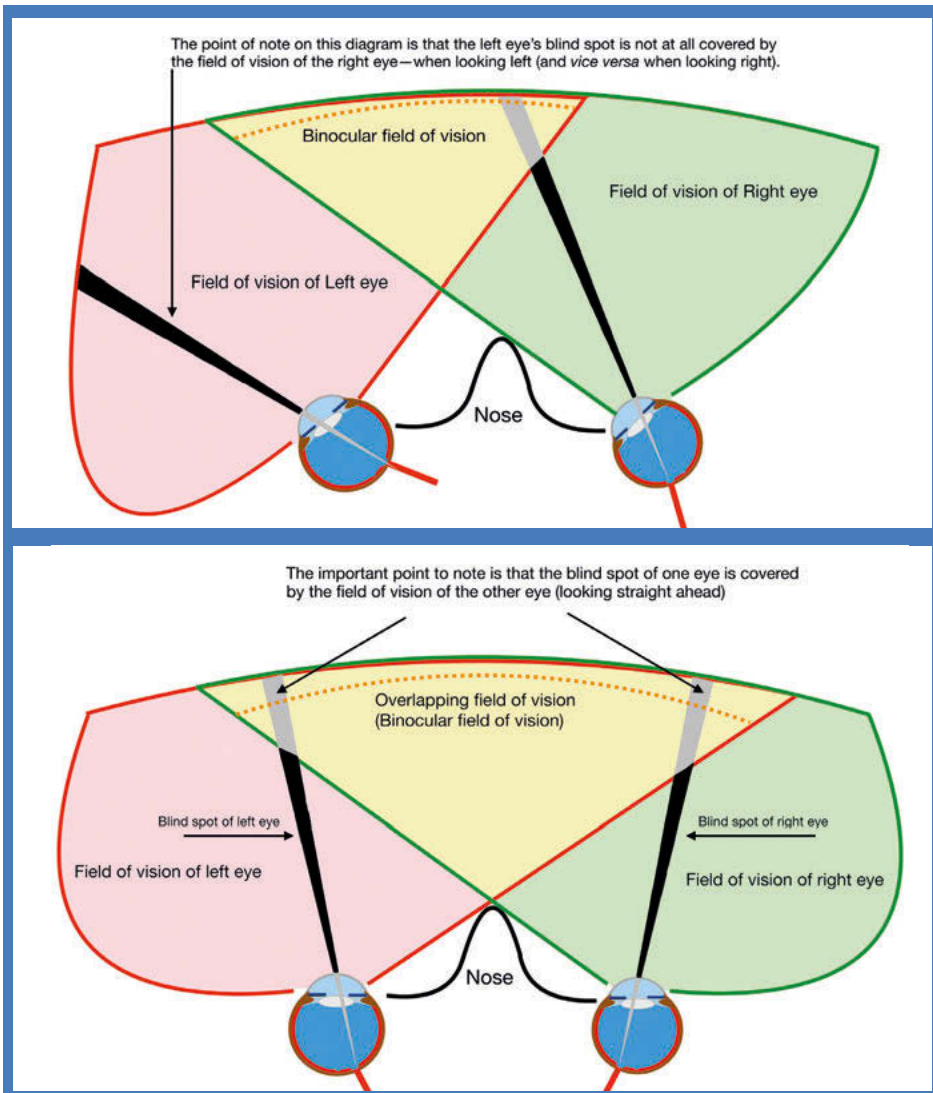 The point of note on this diagram is that the left eye's blind spot is not at all covered by
the field of vision of the right eye—when looking left (and vice versa when looking right).
Binocular field of vision
Field of vision of Right eye
Field of vision of Left eye
Nose
The important point to note is that the blind spot of one eye is covered
by the field of vision of the other eye (looking straight ahead)
Overlapping field of vision
(Binocular field of vision)
Blind spot of left eye
Blind spot of right eye
Field of vision of left eye
Field of vision of right eye
Nose